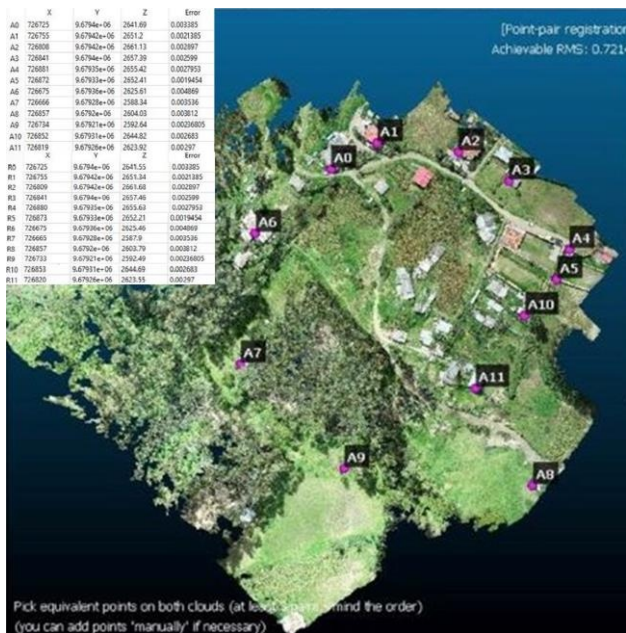 X Y Z Error
A0 726725 9.6794e+06 2641.69 0.003385
A1 726755 9.67942e+06 2651.2 0.0021385
A2 726808 9.67942e+06 2661.13 0.002897
A3 726841 9.6794e+06 2657.39 0.002599
A4 726881 9.67935e+06 2655.42 0.0027953
A5 726872 9.67933e+06 2652.41 0.0019454
A6 726675 9.67936e+06 2625.61 0.004869
A7 726666 9.67928e+06 2588.34 0.003536
A8 726857 9.6792e+06 2604.03 0.003812
A9 726734 9.67921e+06 2592.64 0.00236805
A10 726852 9.67931e+06 2644.82 0.002683
A11 726819 9.67926e+06 2623.92 0.00297
X Y Z Error
R0 726725 9.6794e+06 2641.55 0.003385
R1 726755 9.67942e+06 2651.34 0.0021385
R2 726809 9.67942e+06 2661.68 0.002897
R3 726841 9.6794e+06 2657.46 0.002599
R4 726880 9.67935e+06 2655.63 0.0027953
R5 726873 9.67933e+06 2652.21 0.0019454
R6 726675 9.67936e+06 2625.46 0.004869
R7 726665 9.67928e+06 2587.9 0.003536
R8 726857 9.6792e+06 2603.79 0.003812
R9 726733 9.67921e+06 2592.49 0.00236805
R10 726853 9.67931e+06 2644.69 0.002683
R11 726820 9.67926e+06 2623.55 0.00297
[Point-pair registration
Achievable RMS: 0.721
A1
A2
A0
A3
A6
A4
A5
A10
A7
A11
A9
A8
Pick equivalent points on both clouds (at least mind the order)
(you can add points 'manually' if necessary)